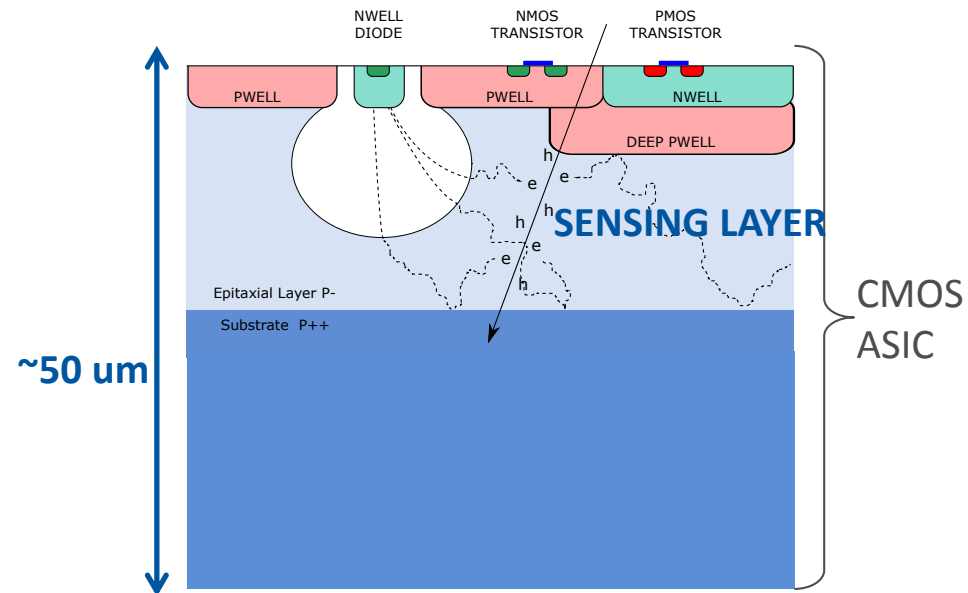 NWELL
DIODE
NMOS
TRANSISTOR
PMOS
TRANSISTOR
PWELL
PWELL
NWELL
DEEP PWELL
h
e
e
h
SENSING LAYER
h
e
e
h
Epitaxial Layer P-
Substrate P++
~50 um
CMOS
ASIC